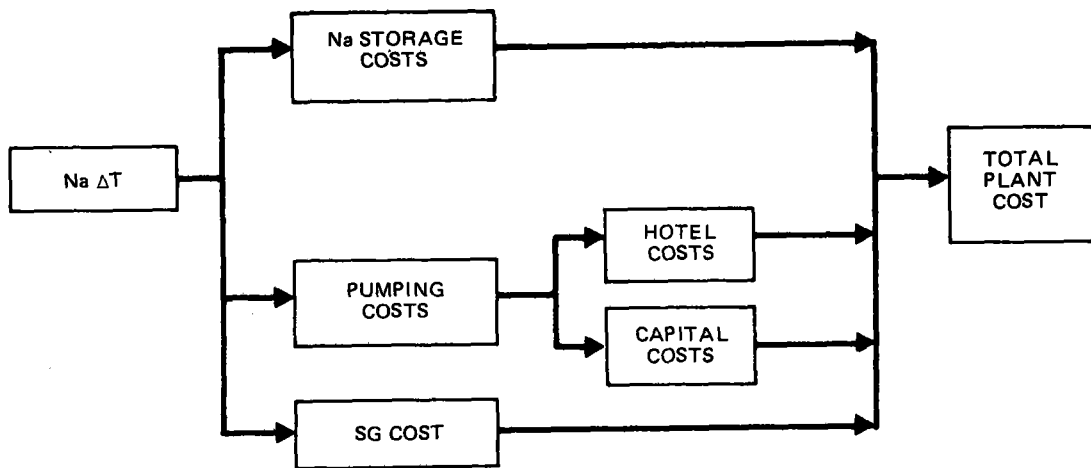 Na STORAGE
COSTS
Na ΔT
TOTAL
PLANT
COST
HOTEL
COSTS
PUMPING
COSTS
CAPITAL
COSTS
SG COST